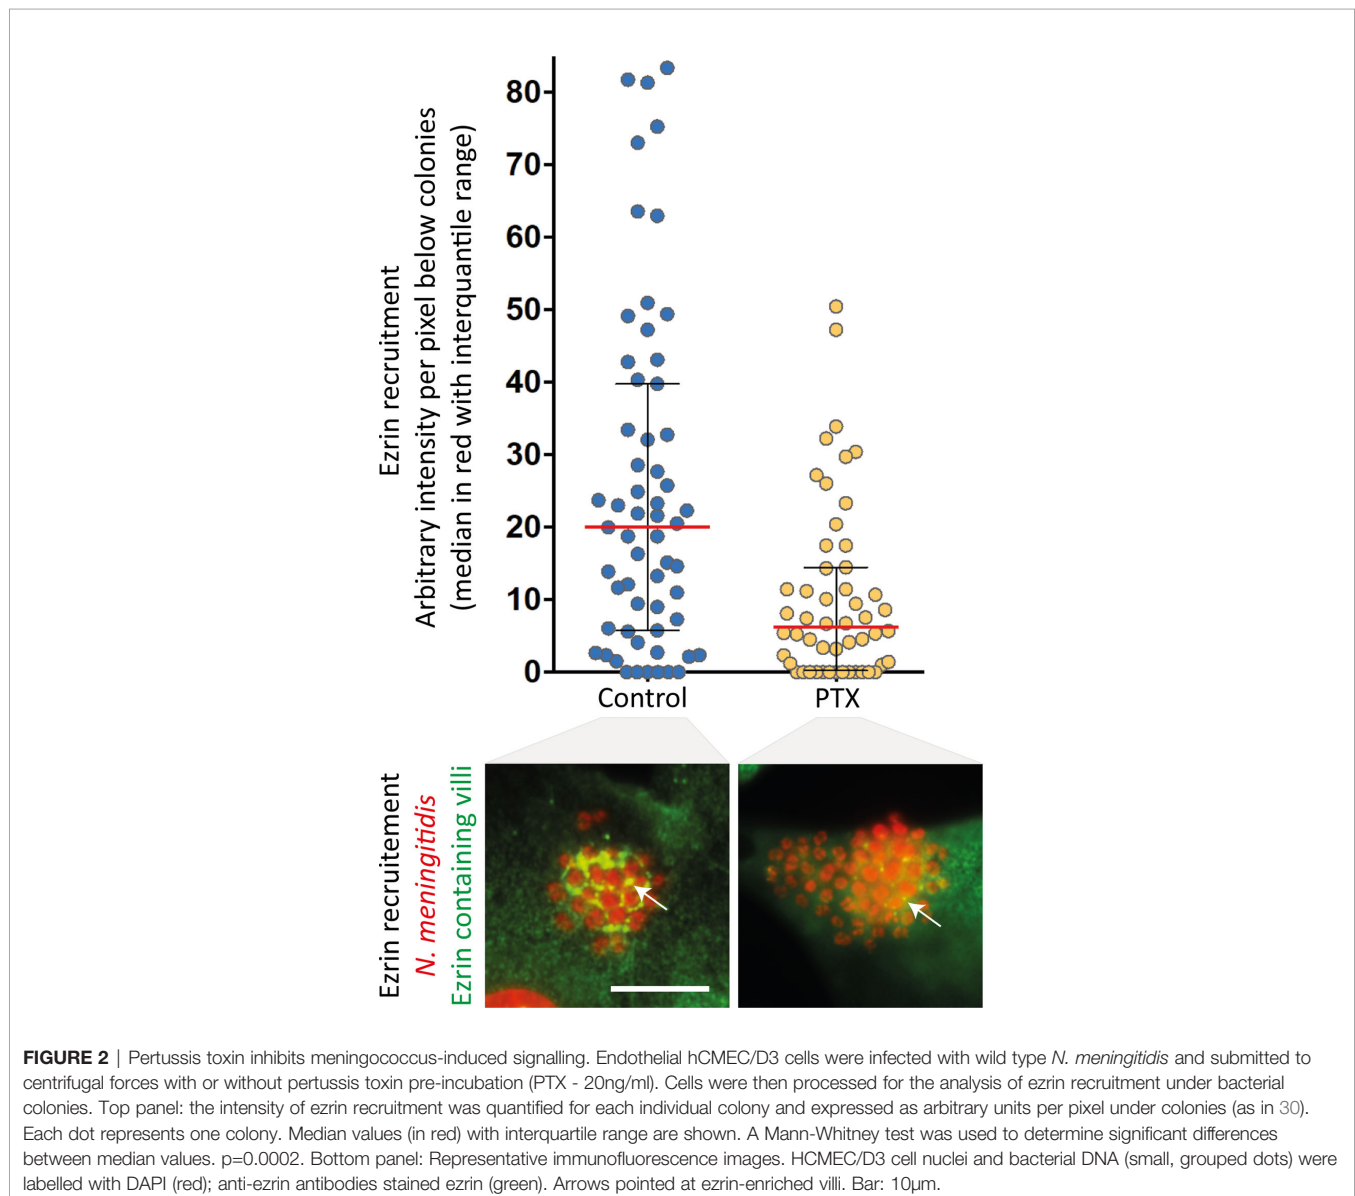 Ezrin recruitment
Arbitrary intensity per pixel below colonies
(median in red with interquantile range)
80
70
60
50
40
30
20
10
0
Control
PTX
Ezrin recruitement
N. meningitidis
Ezrin containing villi
FIGURE 2 | Pertussis toxin inhibits meningococcus-induced signalling. Endothelial hCMEC/D3 cells were infected with wild type N. meningitidis and submitted to
centrifugal forces with or without pertussis toxin pre-incubation (PTX - 20ng/ml). Cells were then processed for the analysis of ezrin recruitment under bacterial
colonies. Top panel: the intensity of ezrin recruitment was quantified for each individual colony and expressed as arbitrary units per pixel under colonies (as in 30).
Each dot represents one colony. Median values (in red) with interquartile range are shown. A Mann-Whitney test was used to determine significant differences
between median values. p=0.0002. Bottom panel: Representative immunofluorescence images. HCMEC/D3 cell nuclei and bacterial DNA (small, grouped dots) were
labelled with DAPI (red); anti-ezrin antibodies stained ezrin (green). Arrows pointed at ezrin-enriched villi. Bar: 10μm.